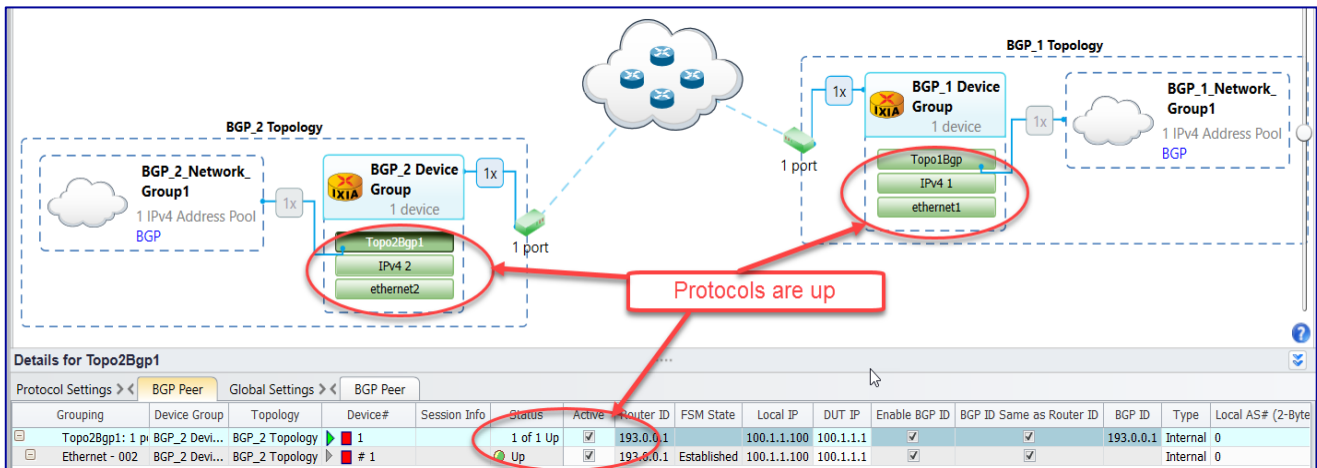 BGP_1 Topology
1x
BGP_1 Device
Group
IXIA
1 device
1x
BGP_1_Network_
Group1
1 IPv4 Address Pool
BGP
1 port
Topo1Bgp
IPv4 1
ethernet1
BGP_2 Topology
BGP_2_Network_
Group1
1 IPv4 Address Pool
BGP
1x
BGP_2 Device
Group
IXIA
1 device
1x
1 port
Topo2Bgp1
IPv4 2
ethernet2
Protocols are up
?
Details for Topo2Bgp1
Protocol Settings > < BGP Peer Global Settings > < BGP Peer
Grouping Device Group Topology Device# Session Info Status Active Router ID FSM State Local IP DUT IP Enable BGP ID BGP ID Same as Router ID BGP ID Type Local AS# (2-Byte
Topo2Bgp1: 1 p BGP_2 Devi... BGP_2 Topology 1 1 of 1 Up 193.0.0.1 100.1.1.100 100.1.1.1 193.0.0.1 Internal 0
Ethernet - 002 BGP_2 Devi... BGP_2 Topology # 1 Up 193.0.0.1 Established 100.1.1.100 100.1.1.1 Internal 0